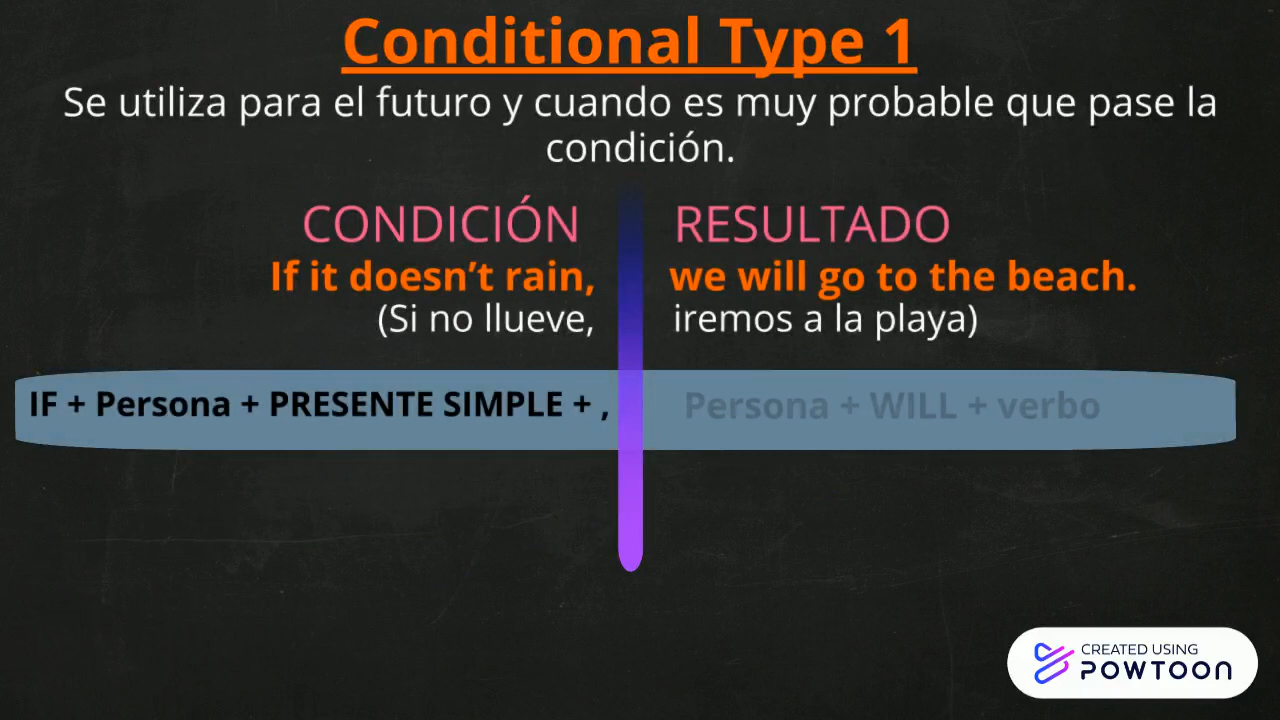 Conditional Type 1
Se utiliza para el futuro y cuando es muy probable que pase la
condición.
CONDICIÓN
RESULTADO
If it doesn’t rain,
we will go to the beach.
(Si no llueve,
iremos a la playa)
IF + Persona + PRESENTE SIMPLE + ,
Persona + WILL + verbo
CREATED USING
POWTOON